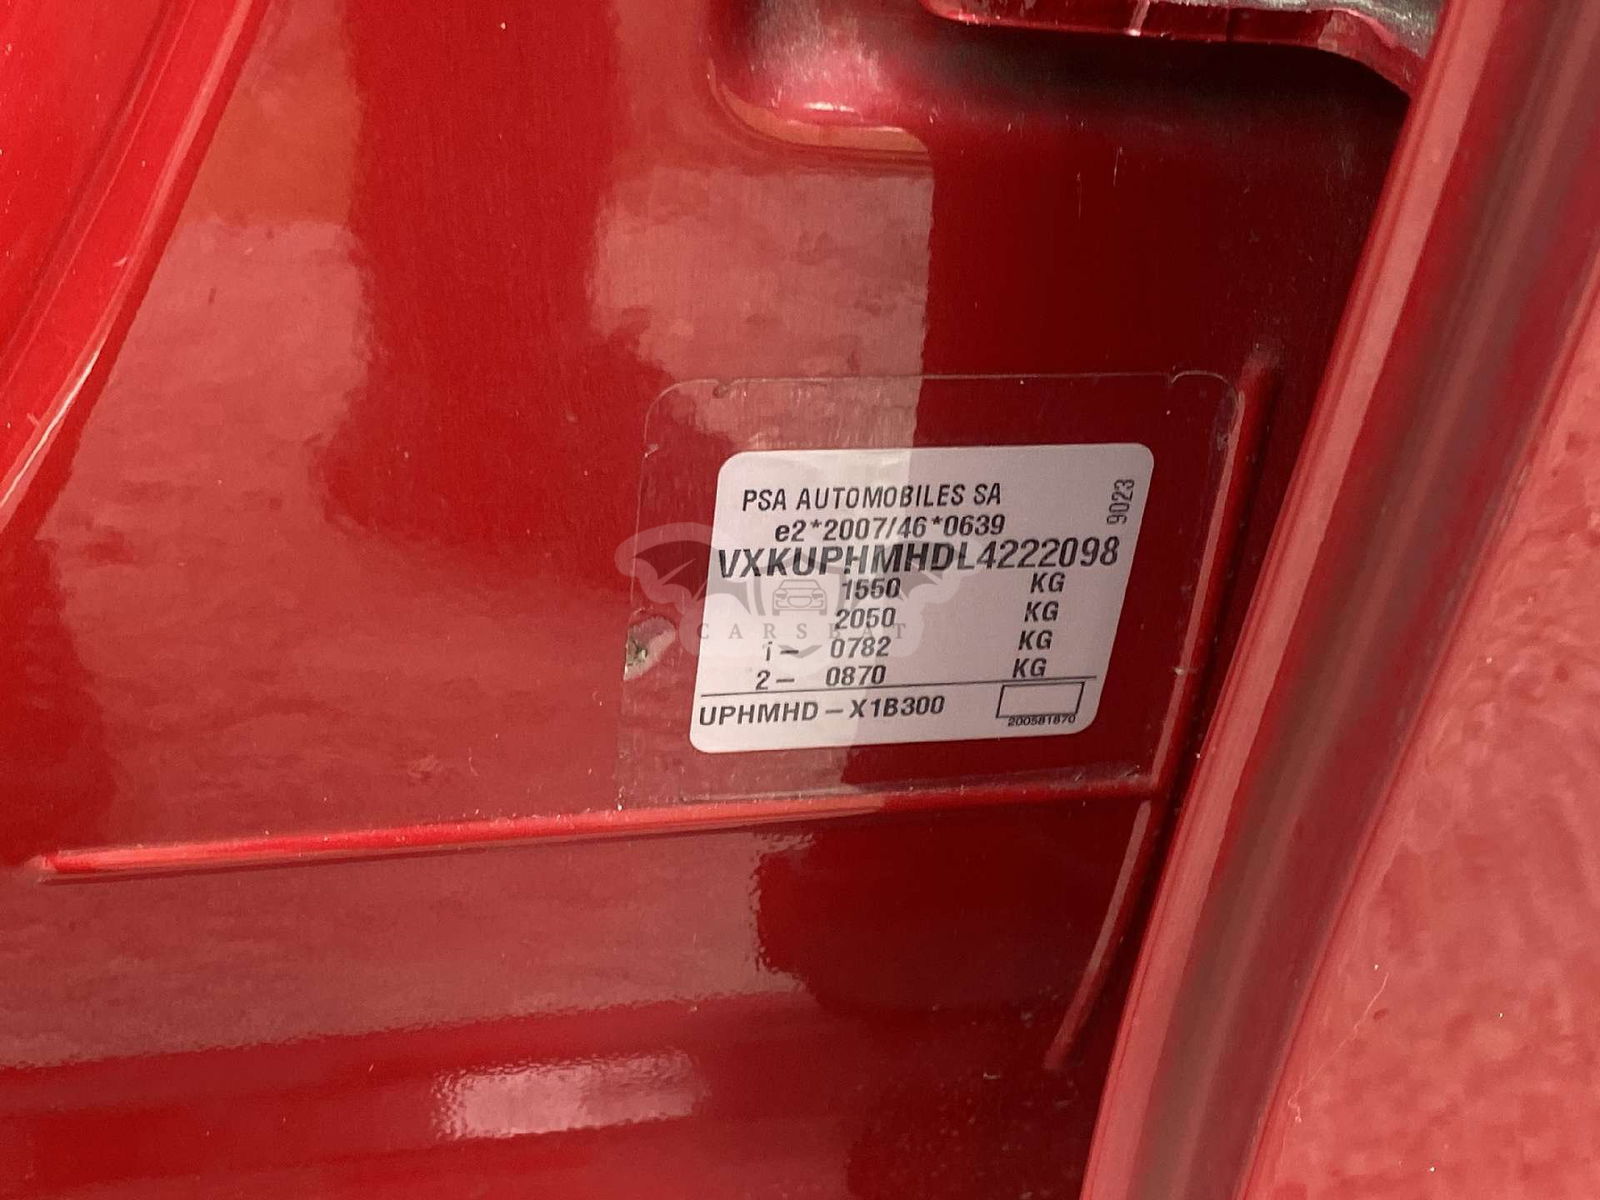 PSA AUTOMOBILES SA
9023
e2*2007/46*0639
VXKUPHMHDL4222098
1550 KG
2050 KG
1- 0782 KG
2- 0870 KG
UPHMHD-X1B300
200581870
CARSBAT